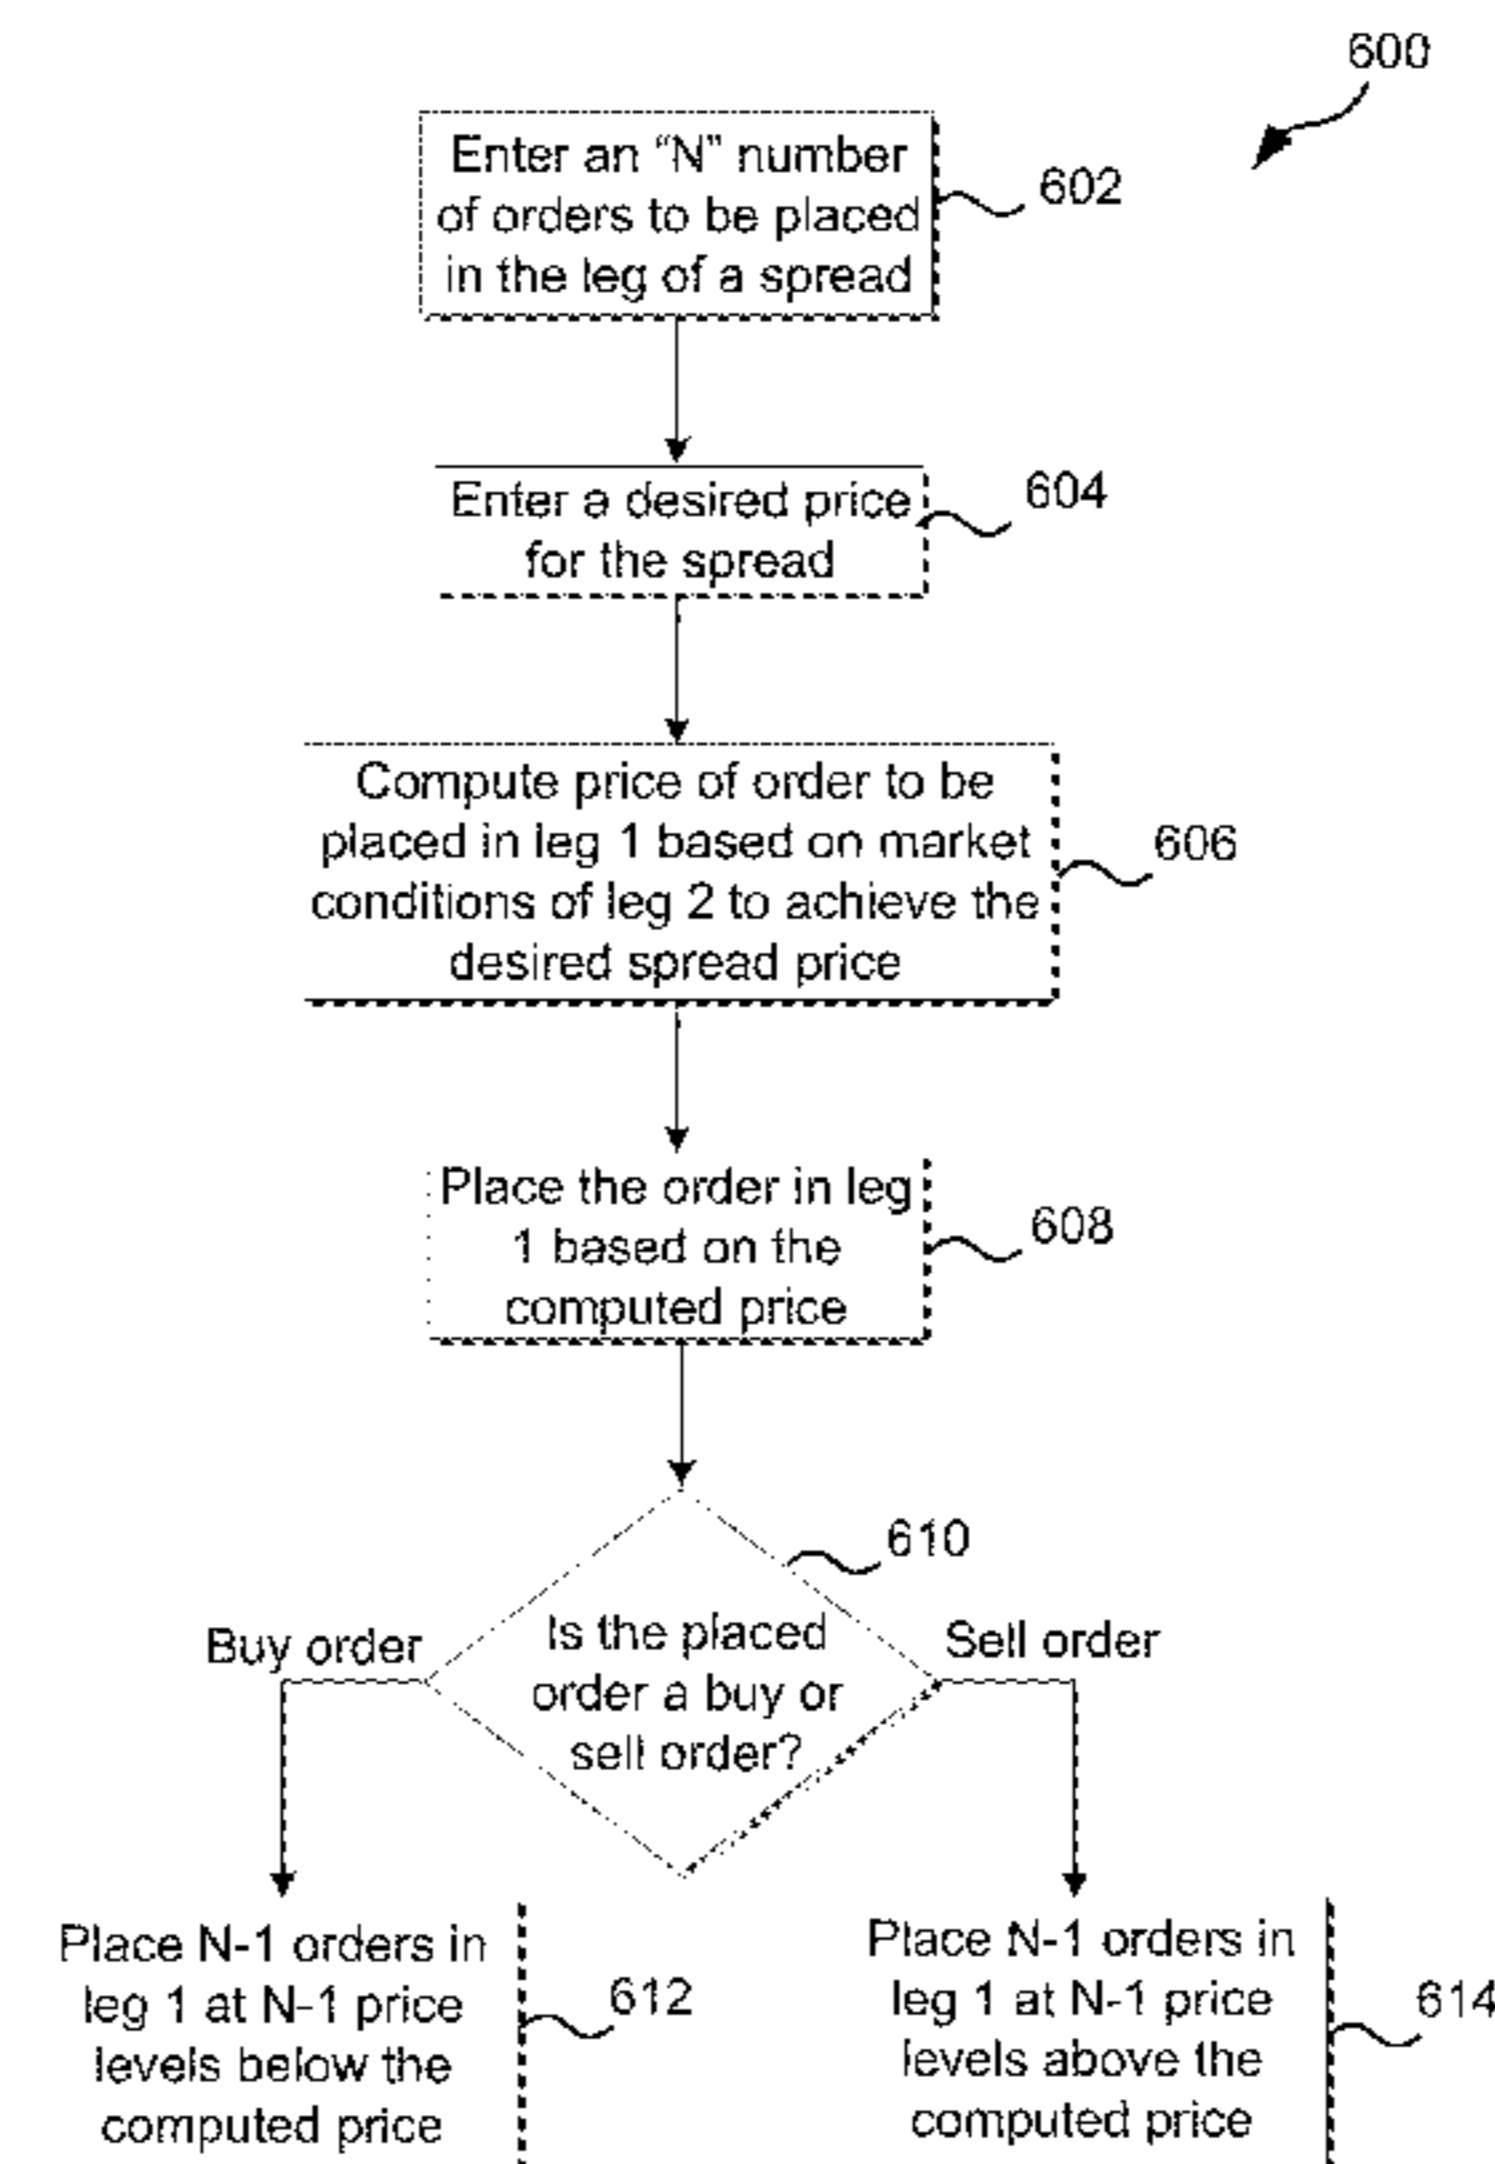 600
Enter an “N” number
of orders to be placed
in the leg of a spread
602
Enter a desired price
for the spread
604
Compute price of order to be
placed in leg 1 based on market
conditions of leg 2 to achieve the
desired spread price
606
Place the order in leg
1 based on the
computed price
608
610
Is the placed
order a buy or
sell order?
Buy order
Sell order
Place N-1 orders in
leg 1 at N-1 price
levels below the
computed price
612
Place N-1 orders in
leg 1 at N-1 price
levels above the
computed price
614